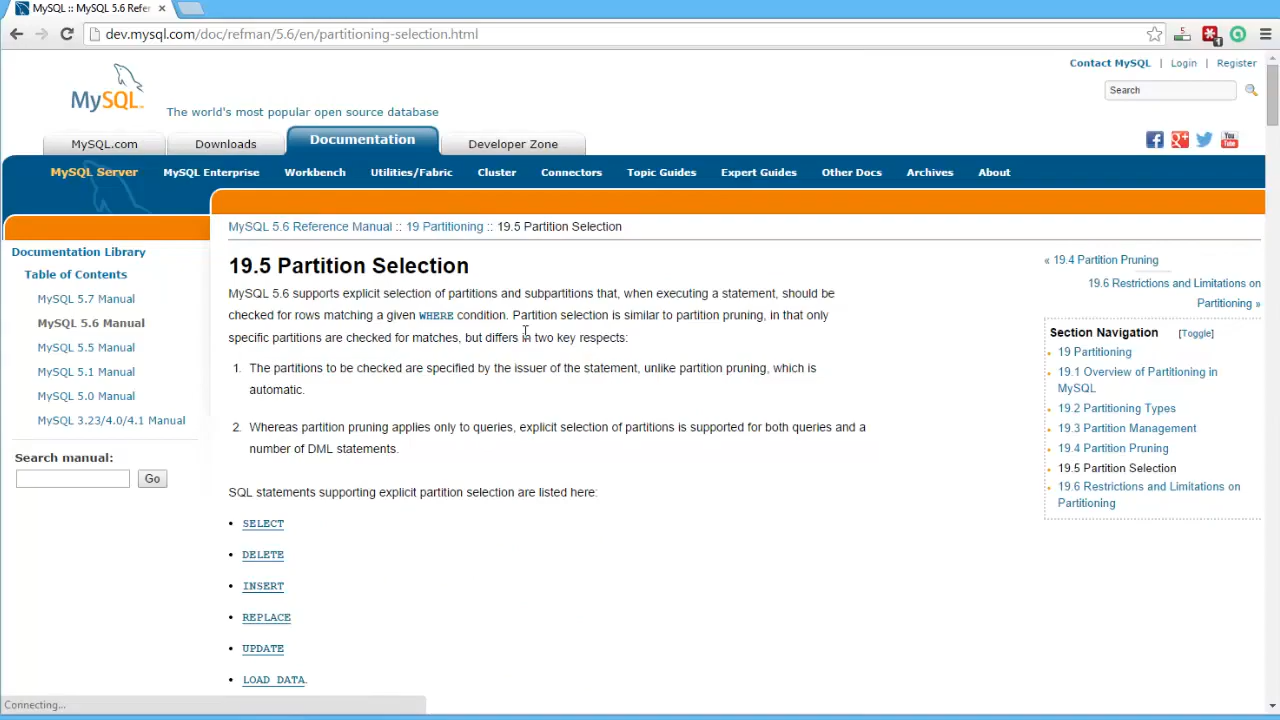 MySQL :: MySQL 5.6 Refer
dev.mysql.com/doc/refman/5.6/en/partitioning-selection.html
5
1
Contact MySQL | Login | Register
Search
MySQL
The world's most popular open source database
MySQL.com
Downloads
Documentation
Developer Zone
You Tube
MySQL Server
MySQL Enterprise
Workbench
Utilities/Fabric
Cluster
Connectors
Topic Guides
Expert Guides
Other Docs
Archives
About
Documentation Library
Table of Contents
MySQL 5.7 Manual
MySQL 5.6 Manual
MySQL 5.5 Manual
MySQL 5.1 Manual
MySQL 5.0 Manual
MySQL 3.23/4.0/4.1 Manual
Search manual:
Go
MySQL 5.6 Reference Manual :: 19 Partitioning :: 19.5 Partition Selection
19.5 Partition Selection
MySQL 5.6 supports explicit selection of partitions and subpartitions that, when executing a statement, should be
checked for rows matching a given WHERE condition. Partition selection is similar to partition pruning, in that only
specific partitions are checked for matches, but differs in two key respects:
1. The partitions to be checked are specified by the issuer of the statement, unlike partition pruning, which is
automatic.
2. Whereas partition pruning applies only to queries, explicit selection of partitions is supported for both queries and a
number of DML statements.
SQL statements supporting explicit partition selection are listed here:
• SELECT
• DELETE
• INSERT
• REPLACE
• UPDATE
• LOAD DATA.
« 19.4 Partition Pruning
19.6 Restrictions and Limitations on
Partitioning »
Section Navigation [Toggle]
19 Partitioning
19.1 Overview of Partitioning in
MySQL
19.2 Partitioning Types
19.3 Partition Management
19.4 Partition Pruning
19.5 Partition Selection
19.6 Restrictions and Limitations on
Partitioning
Connecting...